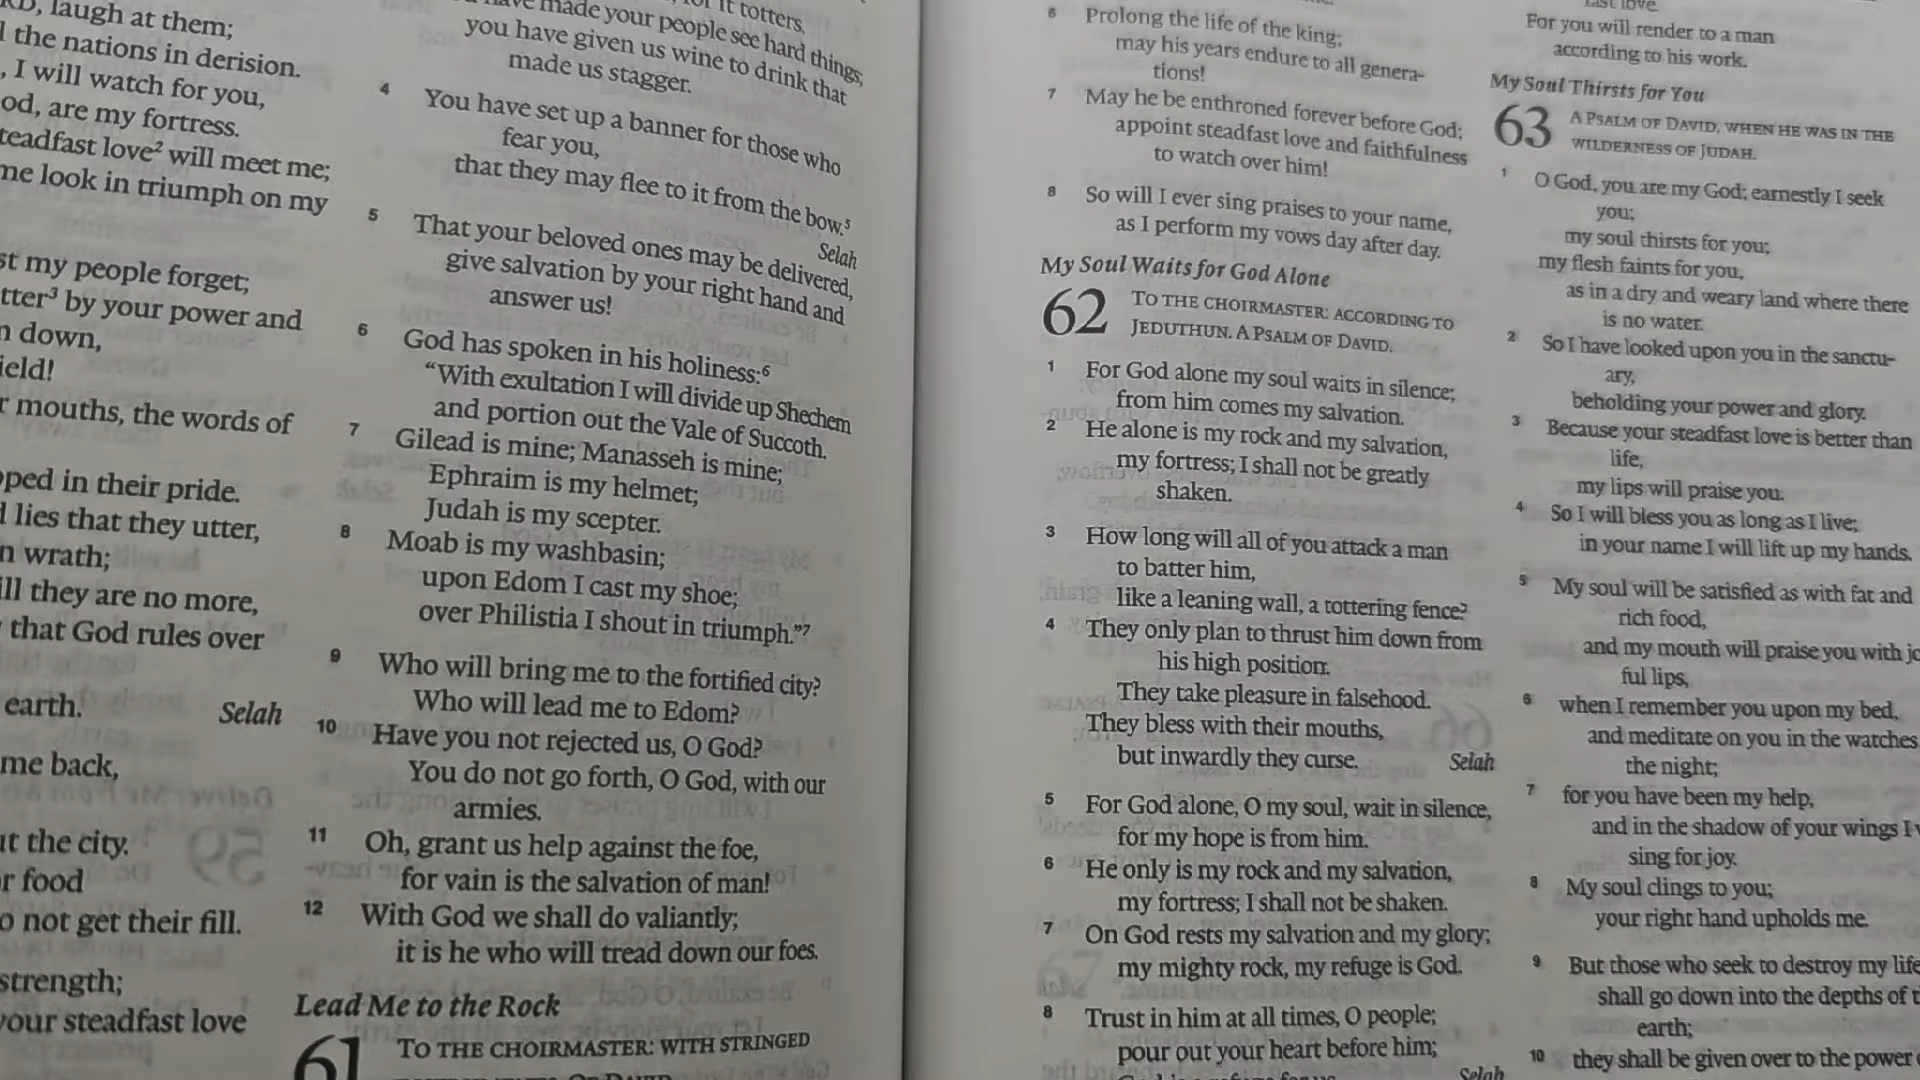 laugh at them;
the nations in derision.
, I will watch for you,
od, are my fortress.
teadfast love² will meet me;
me look in triumph on my
st my people forget;
tter³ by your power and
n down,
ield!
r mouths, the words of
pped in their pride.
lies that they utter,
n wrath;
ill they are no more,
that God rules over
earth. Selah
me back,
ut the city.
r food
o not get their fill.
strength;
your steadfast love
it totters.
made your people see hard things;
you have given us wine to drink that
made us stagger.
4 You have set up a banner for those who
fear you,
that they may flee to it from the bow.⁵
Selah
5 That your beloved ones may be delivered,
give salvation by your right hand and
answer us!
6 God has spoken in his holiness:⁶
“With exultation I will divide up Shechem
and portion out the Vale of Succoth.
7 Gilead is mine; Manasseh is mine;
Ephraim is my helmet;
Judah is my scepter.
8 Moab is my washbasin;
upon Edom I cast my shoe;
over Philistia I shout in triumph.”⁷
9 Who will bring me to the fortified city?
Who will lead me to Edom?
10 Have you not rejected us, O God?
You do not go forth, O God, with our
armies.
11 Oh, grant us help against the foe,
for vain is the salvation of man!
12 With God we shall do valiantly;
it is he who will tread down our foes.
Lead Me to the Rock
61 TO THE CHOIRMASTER: WITH STRINGED
6 Prolong the life of the king;
may his years endure to all genera-
tions!
7 May he be enthroned forever before God;
appoint steadfast love and faithfulness
to watch over him!
8 So will I ever sing praises to your name,
as I perform my vows day after day.
My Soul Waits for God Alone
62 TO THE CHOIRMASTER: ACCORDING TO
JEDUTHUN. A PSALM OF DAVID.
1 For God alone my soul waits in silence;
from him comes my salvation.
2 He alone is my rock and my salvation,
my fortress; I shall not be greatly
shaken.
3 How long will all of you attack a man
to batter him,
like a leaning wall, a tottering fence?
4 They only plan to thrust him down from
his high position.
They take pleasure in falsehood.
They bless with their mouths,
but inwardly they curse. Selah
5 For God alone, O my soul, wait in silence,
for my hope is from him.
6 He only is my rock and my salvation,
my fortress; I shall not be shaken.
7 On God rests my salvation and my glory;
my mighty rock, my refuge is God.
8 Trust in him at all times, O people;
pour out your heart before him;
Selah
For you will render to a man
according to his work.
My Soul Thirsts for You
63 A PSALM OF DAVID, WHEN HE WAS IN THE
WILDERNESS OF JUDAH.
1 O God, you are my God; earnestly I seek
you;
my soul thirsts for you;
my flesh faints for you,
as in a dry and weary land where there
is no water.
2 So I have looked upon you in the sanctu-
ary,
beholding your power and glory.
3 Because your steadfast love is better than
life,
my lips will praise you.
4 So I will bless you as long as I live;
in your name I will lift up my hands.
5 My soul will be satisfied as with fat and
rich food,
and my mouth will praise you with jo
ful lips,
6 when I remember you upon my bed,
and meditate on you in the watches
the night;
7 for you have been my help,
and in the shadow of your wings I
sing for joy.
8 My soul clings to you;
your right hand upholds me.
9 But those who seek to destroy my life
shall go down into the depths of t
earth;
10 they shall be given over to the power